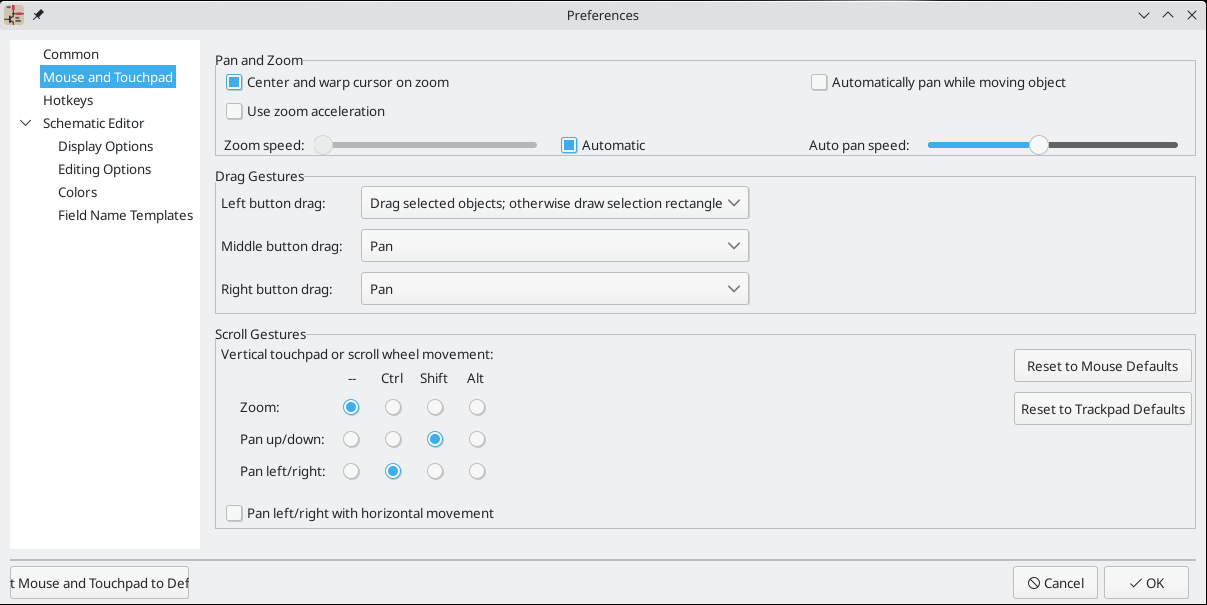 Preferences
Common
Mouse and Touchpad
Hotkeys
Schematic Editor
Display Options
Editing Options
Colors
Field Name Templates
Pan and Zoom
Center and warp cursor on zoom
Automatically pan while moving object
Use zoom acceleration
Zoom speed: Automatic Auto pan speed:
Drag Gestures
Left button drag: Drag selected objects; otherwise draw selection rectangle
Middle button drag: Pan
Right button drag: Pan
Scroll Gestures
Vertical touchpad or scroll wheel movement:
-- Ctrl Shift Alt
Zoom:
Pan up/down:
Pan left/right:
Pan left/right with horizontal movement
Reset to Mouse Defaults
Reset to Trackpad Defaults
t Mouse and Touchpad to Def
Cancel OK